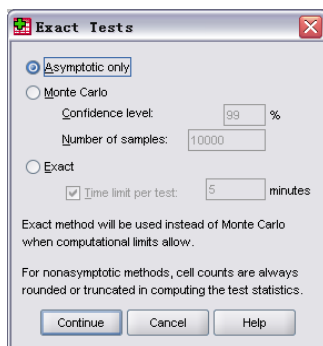 Exact Tests
Asymptotic only
Monte Carlo
Confidence level: 99 %
Number of samples: 10000
Exact
Time limit per test: 5 minutes
Exact method will be used instead of Monte Carlo
when computational limits allow.
For nonasymptotic methods, cell counts are always
rounded or truncated in computing the test statistics.
Continue Cancel Help